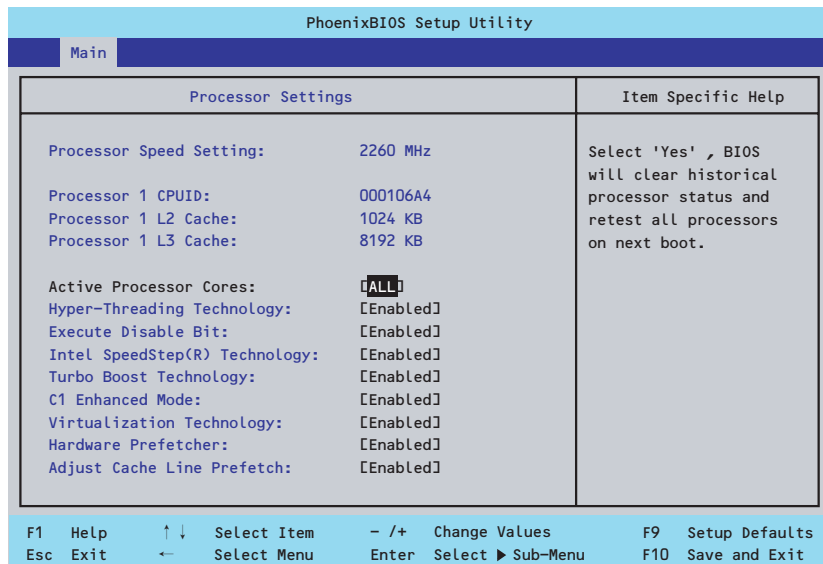 PhoenixBIOS Setup Utility
Main
Processor Settings
Item Specific Help
Processor Speed Setting: 2260 MHz
Processor 1 CPUID: 000106A4
Processor 1 L2 Cache: 1024 KB
Processor 1 L3 Cache: 8192 KB
Active Processor Cores: [ALL]
Hyper-Threading Technology: [Enabled]
Execute Disable Bit: [Enabled]
Intel SpeedStep(R) Technology: [Enabled]
Turbo Boost Technology: [Enabled]
C1 Enhanced Mode: [Enabled]
Virtualization Technology: [Enabled]
Hardware Prefetcher: [Enabled]
Adjust Cache Line Prefetch: [Enabled]
Select 'Yes' , BIOS
will clear historical
processor status and
retest all processors
on next boot.
F1 Help ↑↓ Select Item - /+ Change Values F9 Setup Defaults
Esc Exit ← Select Menu Enter Select ▶ Sub-Menu F10 Save and Exit